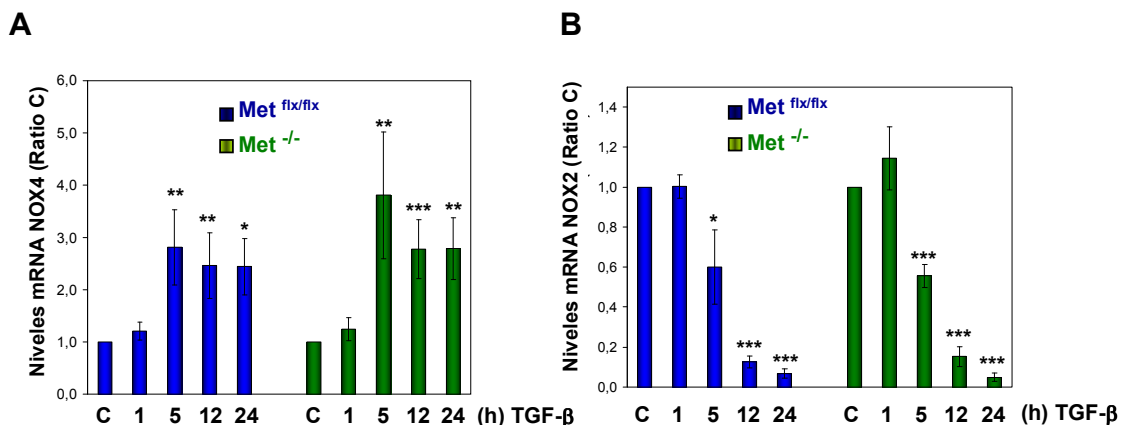 A
Niveles mRNA NOX4 (Ratio C)
6,0
5,0
4,0
3,0
2,0
1,0
0,0
Met flx/flx
Met -/-
** ** * ** *** **
C 1 5 12 24 C 1 5 12 24 (h) TGF-β
B
Niveles mRNA NOX2 (Ratio C)
1,4
1,2
1,0
0,8
0,6
0,4
0,2
0,0
Met flx/flx
Met -/-
* *** *** *** *** ***
C 1 5 12 24 C 1 5 12 24 (h) TGF-β